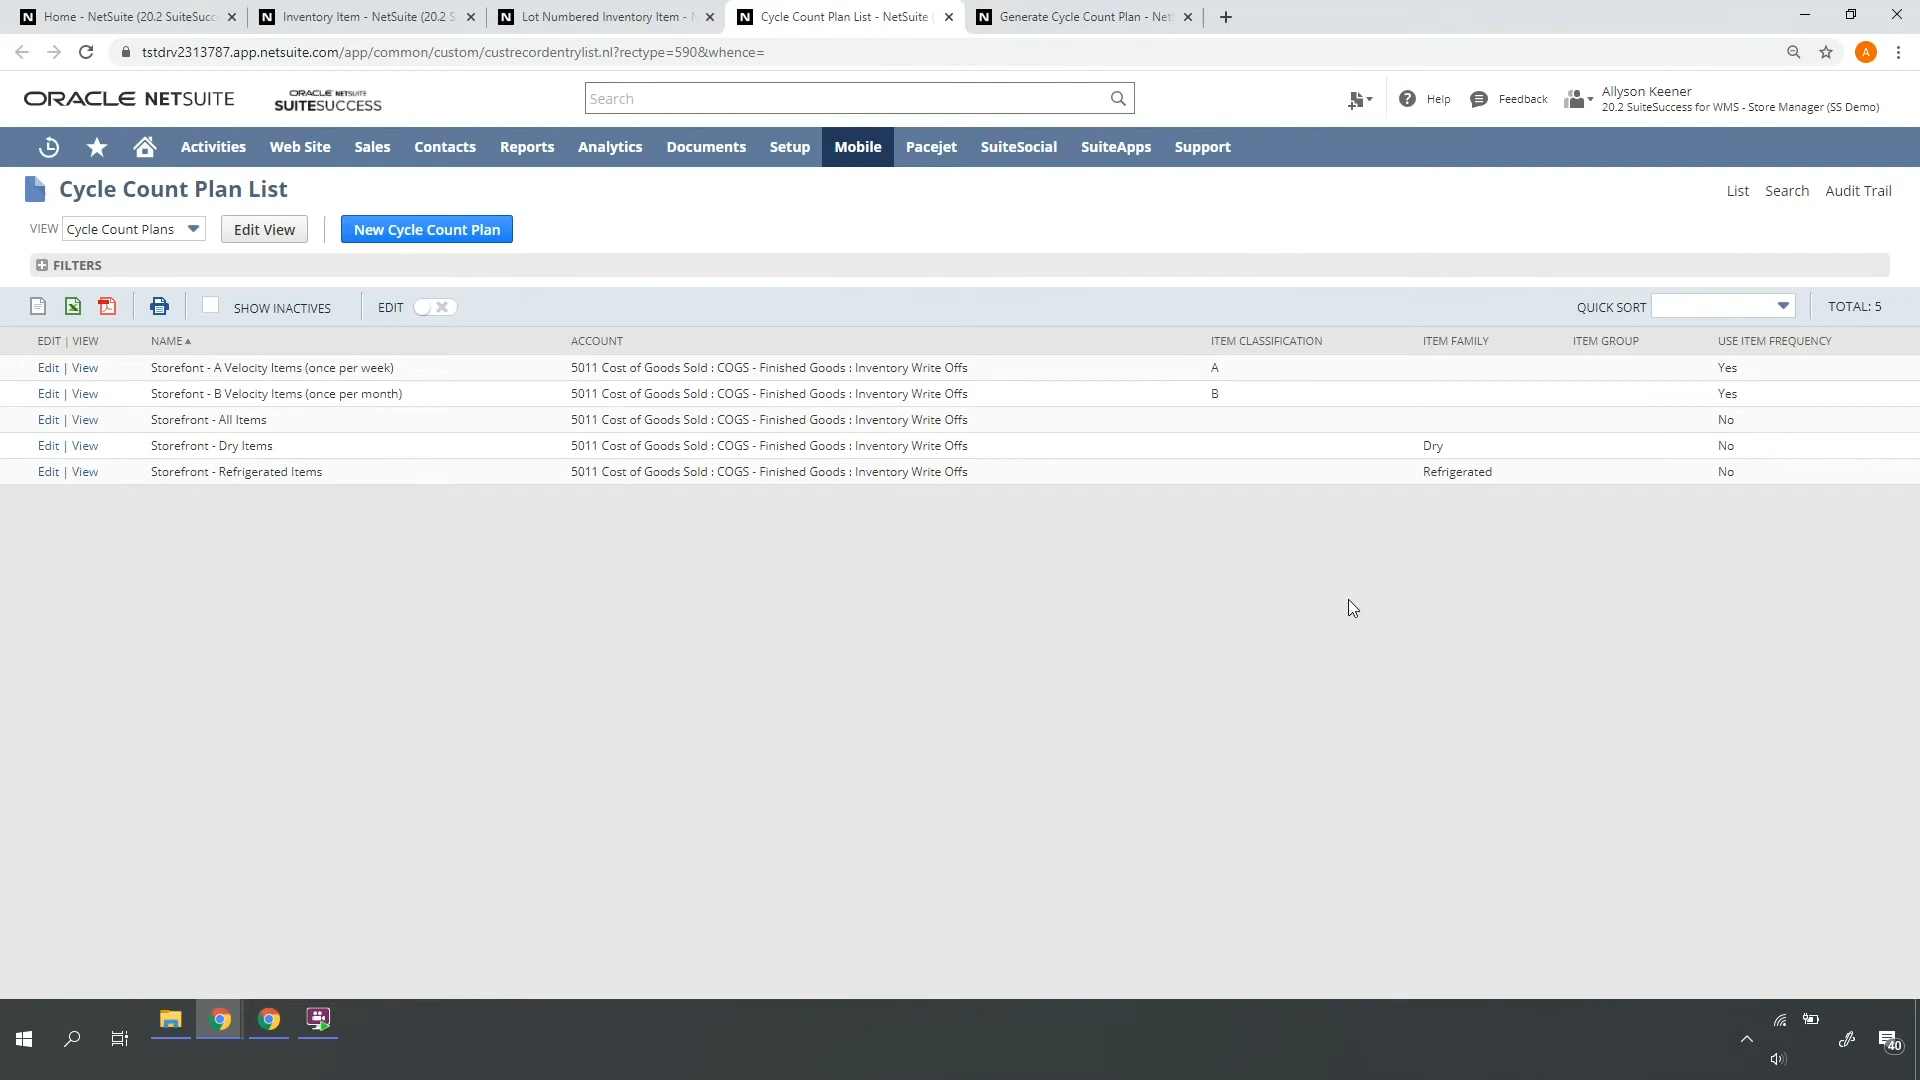 Home - NetSuite (20.2 SuiteSucc
Inventory Item - NetSuite (20.2 S
Lot Numbered Inventory Item -
Cycle Count Plan List - NetSuite (
Generate Cycle Count Plan - Net
tstdrv2313787.app.netsuite.com/app/common/custom/custrecordentrylist.nl?rectype=590&whence=
A
ORACLE NETSUITE
ORACLE NETSUITE
SUITESUCCESS
Search
Help
Feedback
Allyson Keener
20.2 SuiteSuccess for WMS - Store Manager (SS Demo)
Activities Web Site Sales Contacts Reports Analytics Documents Setup Mobile Pacejet SuiteSocial SuiteApps Support
Cycle Count Plan List
List Search Audit Trail
VIEW Cycle Count Plans Edit View New Cycle Count Plan
FILTERS
SHOW INACTIVES EDIT QUICK SORT TOTAL: 5
EDIT | VIEW NAME ACCOUNT ITEM CLASSIFICATION ITEM FAMILY ITEM GROUP USE ITEM FREQUENCY
Edit | View Storefont - A Velocity Items (once per week) 5011 Cost of Goods Sold : COGS - Finished Goods : Inventory Write Offs A Yes
Edit | View Storefront - B Velocity Items (once per month) 5011 Cost of Goods Sold : COGS - Finished Goods : Inventory Write Offs B Yes
Edit | View Storefront - All Items 5011 Cost of Goods Sold : COGS - Finished Goods : Inventory Write Offs No
Edit | View Storefront - Dry Items 5011 Cost of Goods Sold : COGS - Finished Goods : Inventory Write Offs Dry No
Edit | View Storefront - Refrigerated Items 5011 Cost of Goods Sold : COGS - Finished Goods : Inventory Write Offs Refrigerated No
40